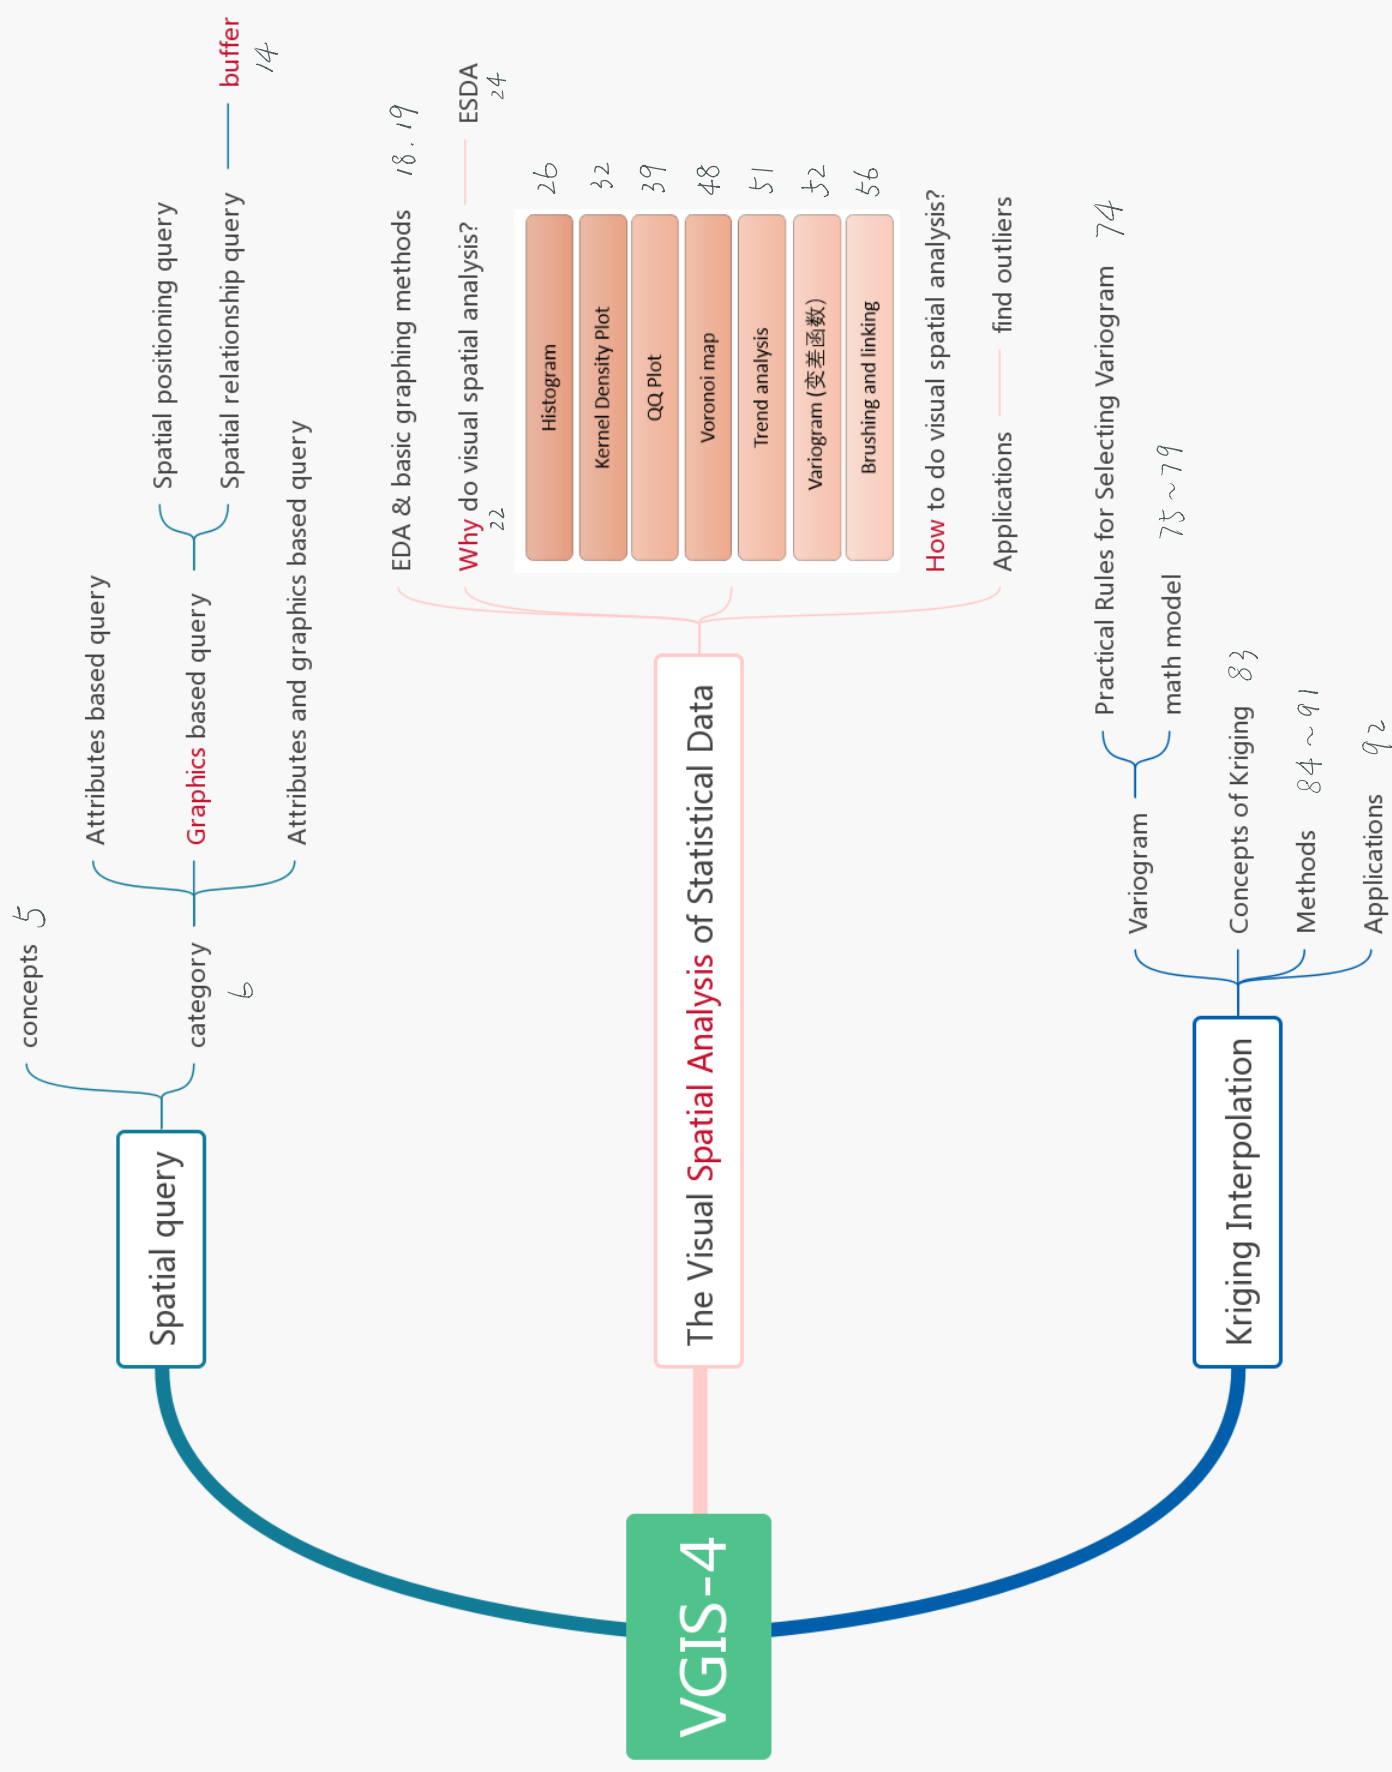 VGIS-4
Spatial query
concepts 5
category
6
Attributes based query
Graphics based query
Spatial positioning query
Spatial relationship query
buffer
14
Attributes and graphics based query
The Visual Spatial Analysis of Statistical Data
EDA & basic graphing methods 18.19
Why do visual spatial analysis?
22
ESDA
24
Histogram 26
Kernel Density Plot 32
QQ Plot 39
Voronoi map 48
Trend analysis 51
Variogram (变差函数) 52
Brushing and linking 56
How to do visual spatial analysis?
Applications
find outliers
Kriging Interpolation
Variogram
Practical Rules for Selecting Variogram 74
math model 75~79
Concepts of Kriging 83
Methods 84~91
Applications 92